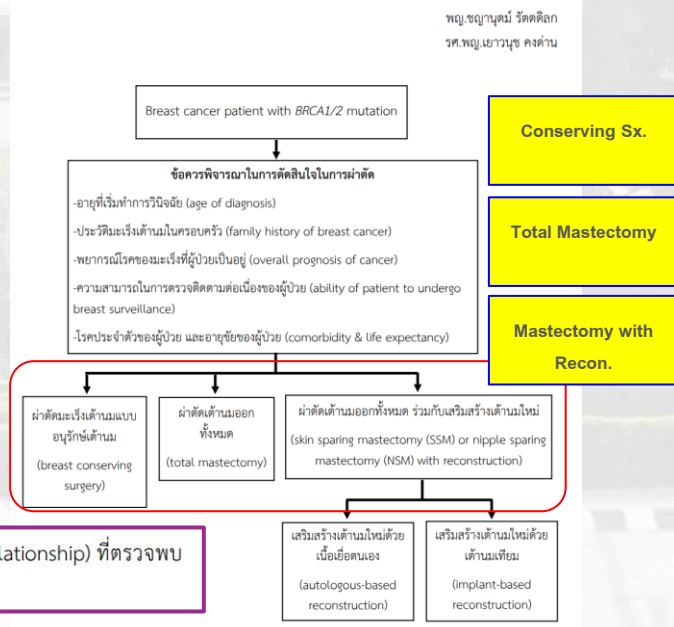 พญ.ชญานุตม์ รัตตดิลก
รศ.พญ.เยาวนุช คงด่าน
Breast cancer patient with BRCA1/2 mutation
ข้อควรพิจารณาในการตัดสินใจในการผ่าตัด
-อายุที่เริ่มทำการวินิจฉัย (age of diagnosis)
-ประวัติมะเร็งเต้านมในครอบครัว (family history of breast cancer)
-พยากรณ์โรคของมะเร็งที่ผู้ป่วยเป็นอยู่ (overall prognosis of cancer)
-ความสามารถในการตรวจติดตามต่อเนื่องของผู้ป่วย (ability of patient to undergo
breast surveillance)
-โรคประจำตัวของผู้ป่วย และอายุขัยของผู้ป่วย (comorbidity & life expectancy)
Conserving Sx.
Total Mastectomy
Mastectomy with
Recon.
ผ่าตัดมะเร็งเต้านมแบบ
อนุรักษ์เต้านม
(breast conserving
surgery)
ผ่าตัดเต้านมออก
ทั้งหมด
(total mastectomy)
ผ่าตัดเต้านมออกทั้งหมด ร่วมกับเสริมสร้างเต้านมใหม่
(skin sparing mastectomy (SSM) or nipple sparing
mastectomy (NSM) with reconstruction)
lationship) ที่ตรวจพบ
เสริมสร้างเต้านมใหม่ด้วย
เนื้อเยื่อตนเอง
(autologous-based
reconstruction)
เสริมสร้างเต้านมใหม่ด้วย
เต้านมเทียม
(implant-based
reconstruction)